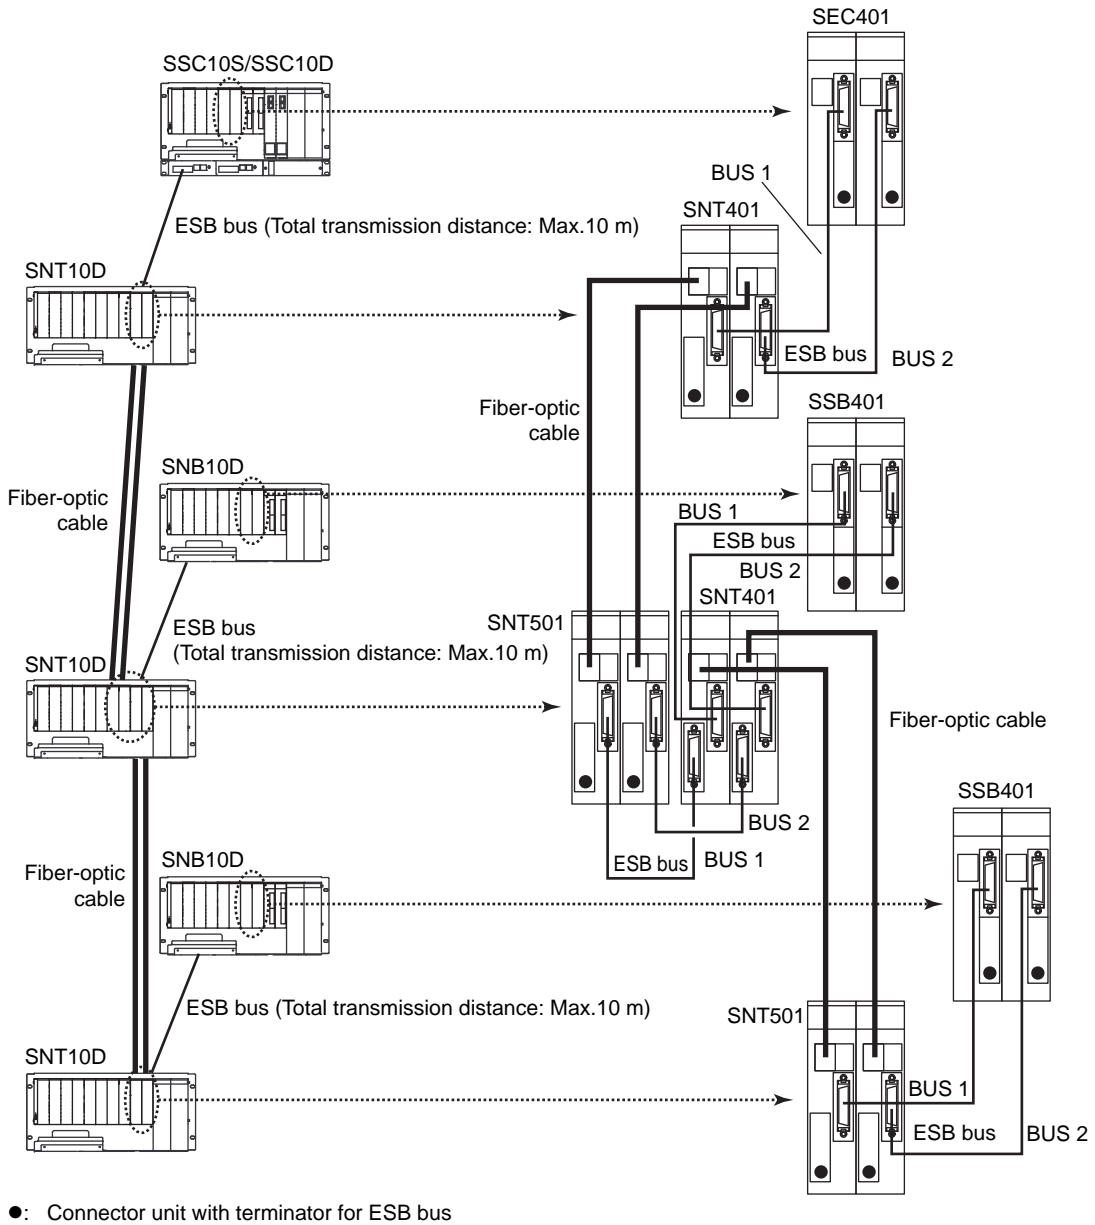 SEC401
SSC10S/SSC10D
BUS 1
SNT401
ESB bus (Total transmission distance: Max.10 m)
SNT10D
ESB bus
BUS 2
Fiber-optic
cable
SSB401
SNB10D
Fiber-optic
cable
BUS 1
ESB bus
BUS 2
SNT401
SNT501
ESB bus
(Total transmission distance: Max.10 m)
SNT10D
Fiber-optic cable
SSB401
BUS 2
ESB bus
BUS 1
SNB10D
Fiber-optic
cable
ESB bus (Total transmission distance: Max.10 m)
SNT501
SNT10D
BUS 1
ESB bus
BUS 2
●: Connector unit with terminator for ESB bus